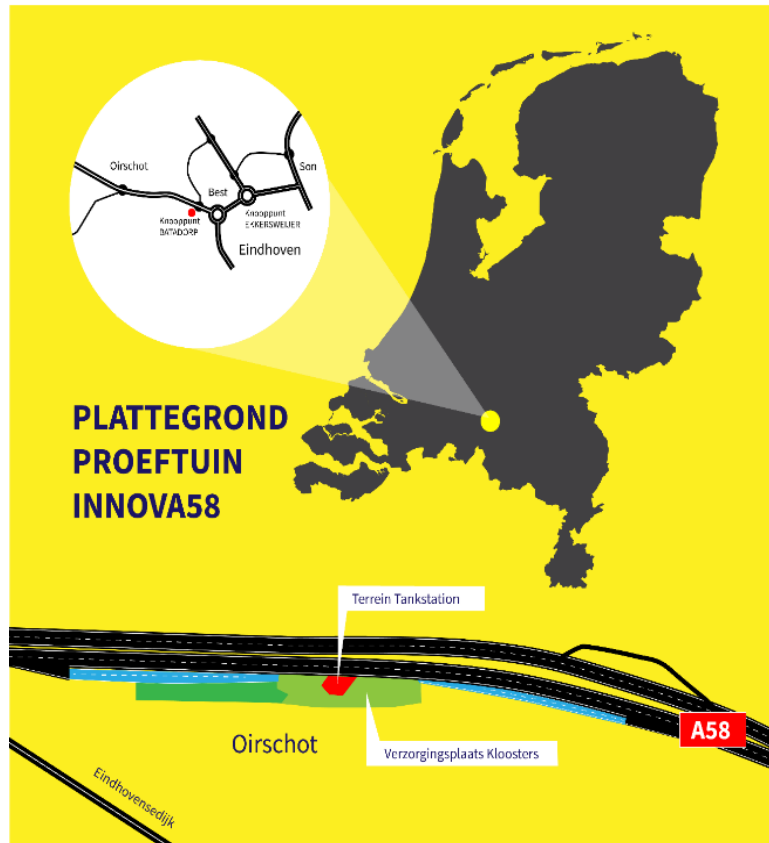 Oirschot
Son
Best
Knooppunt
BATADORP
Knooppunt
EKKERSWEIJER
Eindhoven
PLATTEGROND
PROEFTUIN
INNOVA58
Terrein Tankstation
A58
Oirschot
Verzorgingsplaats Kloosters
Eindhovensedijk